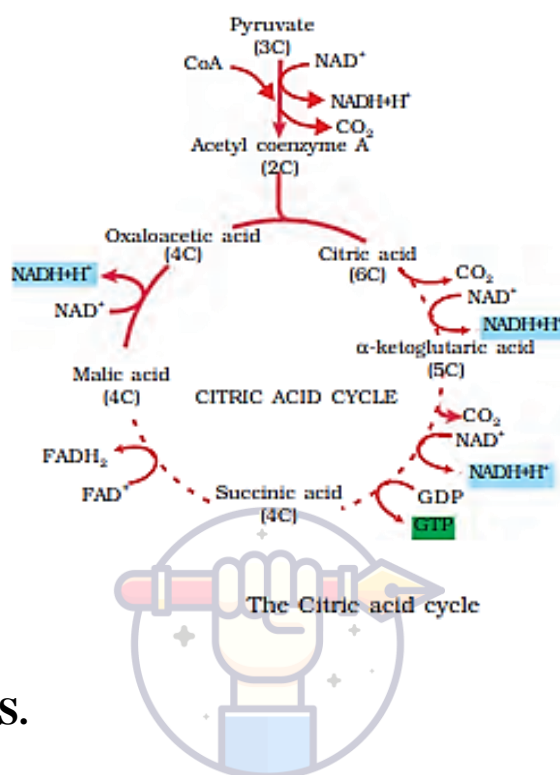 Pyruvate
(3C)
CoA
NAD⁺
NADH+H⁺
CO₂
Acetyl coenzyme A
(2C)
Oxaloacetic acid
(4C)
Citric acid
(6C)
NADH+H⁺
CO₂
NAD⁺
NAD⁺
NADH+H⁺
α-ketoglutaric acid
(5C)
Malic acid
(4C)
CITRIC ACID CYCLE
CO₂
NAD⁺
FADH₂
NADH+H⁺
FAD⁺
Succinic acid
(4C)
GDP
GTP
The Citric acid cycle
s.